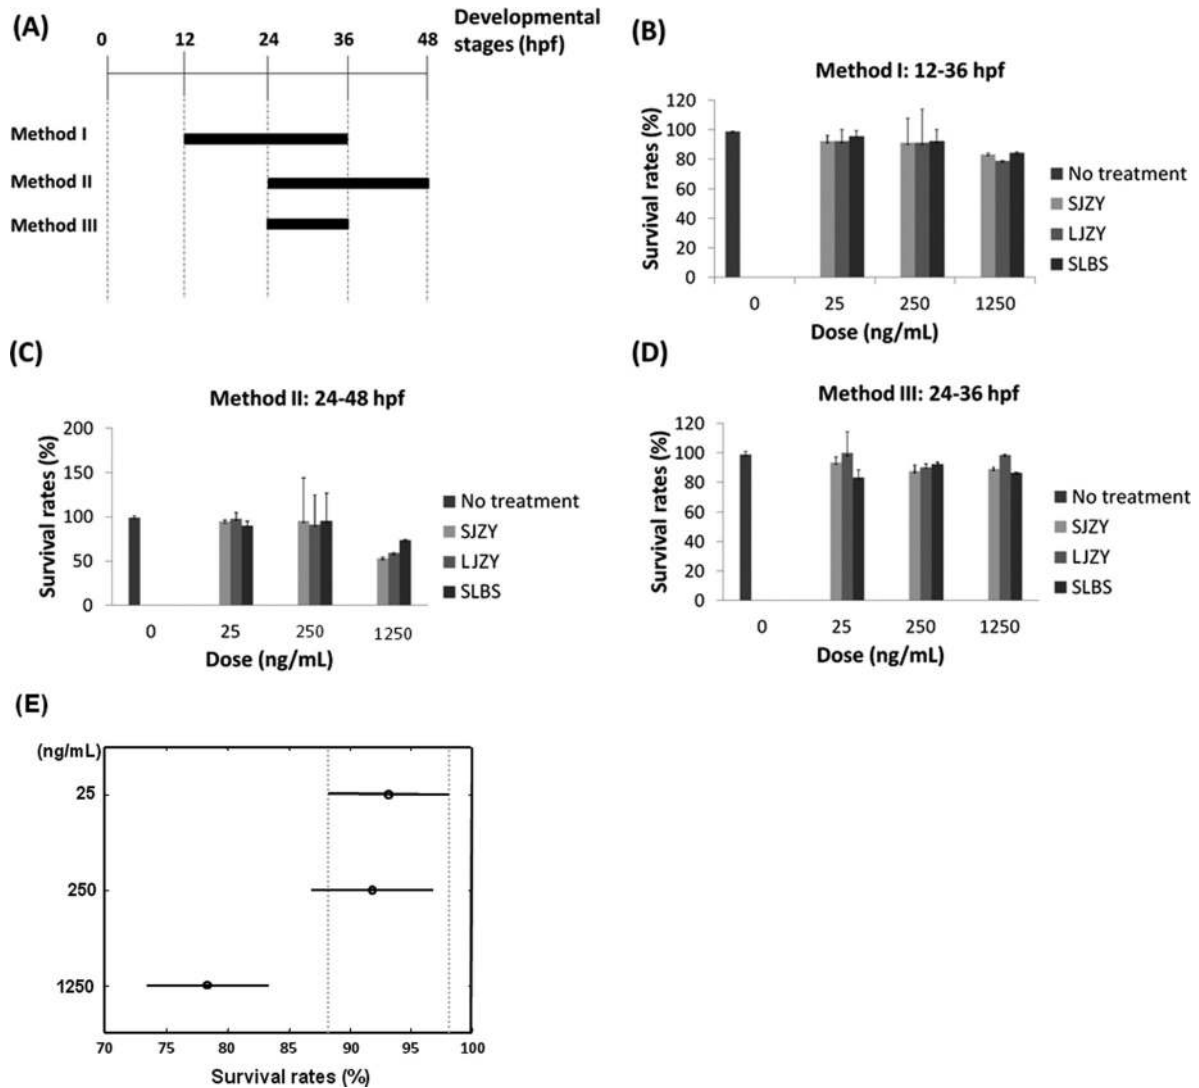 (A)
Developmental
stages (hpf)
0 12 24 36 48
Method I
Method II
Method III
(B)
Method I: 12-36 hpf
Survival rates (%)
120
100
80
60
40
20
0
0 25 250 1250
Dose (ng/mL)
No treatment
SJZY
LJZY
SLBS
(C)
Method II: 24-48 hpf
Survival rates (%)
200
150
100
50
0
0 25 250 1250
Dose (ng/mL)
No treatment
SJZY
LJZY
SLBS
(D)
Method III: 24-36 hpf
Survival rates (%)
120
100
80
60
40
20
0
0 25 250 1250
Dose (ng/mL)
No treatment
SJZY
LJZY
SLBS
(E)
(ng/mL)
25
250
1250
70 75 80 85 90 95 100
Survival rates (%)